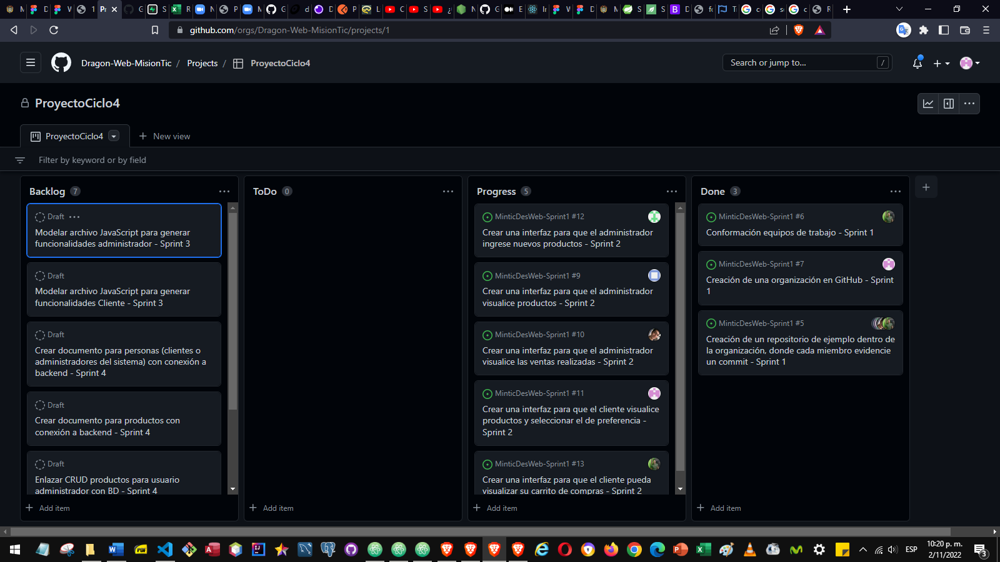 github.com/orgs/Dragon-Web-MisionTic/projects/1
Dragon-Web-MisionTic / Projects / ProyectoCiclo4
Search or jump to... /
ProyectoCiclo4
ProyectoCiclo4
New view
Filter by keyword or by field
Backlog 7
Draft
Modelar archivo JavaScript para generar
funcionalidades administrador - Sprint 3
Draft
Modelar archivo JavaScript para generar
funcionalidades Cliente - Sprint 3
Draft
Crear documento para personas (clientes o
administradores del sistema) con conexión a
backend - Sprint 4
Draft
Crear documento para productos con
conexión a backend - Sprint 4
Draft
Enlazar CRUD productos para usuario
administrador con BD - Sprint 4
Add item
ToDo 0
Add item
Progress 5
MinticDesWeb-Sprint1 #12
Crear una interfaz para que el administrador
ingrese nuevos productos - Sprint 2
MinticDesWeb-Sprint1 #9
Crear una interfaz para que el administrador
visualice productos - Sprint 2
MinticDesWeb-Sprint1 #10
Crear una interfaz para que el administrador
visualice las ventas realizadas - Sprint 2
MinticDesWeb-Sprint1 #11
Crear una interfaz para que el cliente visualice
productos y seleccionar el de preferencia -
Sprint 2
MinticDesWeb-Sprint1 #13
Crear una interfaz para que el cliente pueda
visualizar su carrito de compras - Sprint 2
Add item
Done 3
MinticDesWeb-Sprint1 #6
Conformación equipos de trabajo - Sprint 1
MinticDesWeb-Sprint1 #7
Creación de una organización en GitHub - Sprint
1
MinticDesWeb-Sprint1 #5
Creación de un repositorio de ejemplo dentro de
la organización, donde cada miembro evidencie
un commit - Sprint 1
Add item
ESP
10:20 p. m.
2/11/2022
3